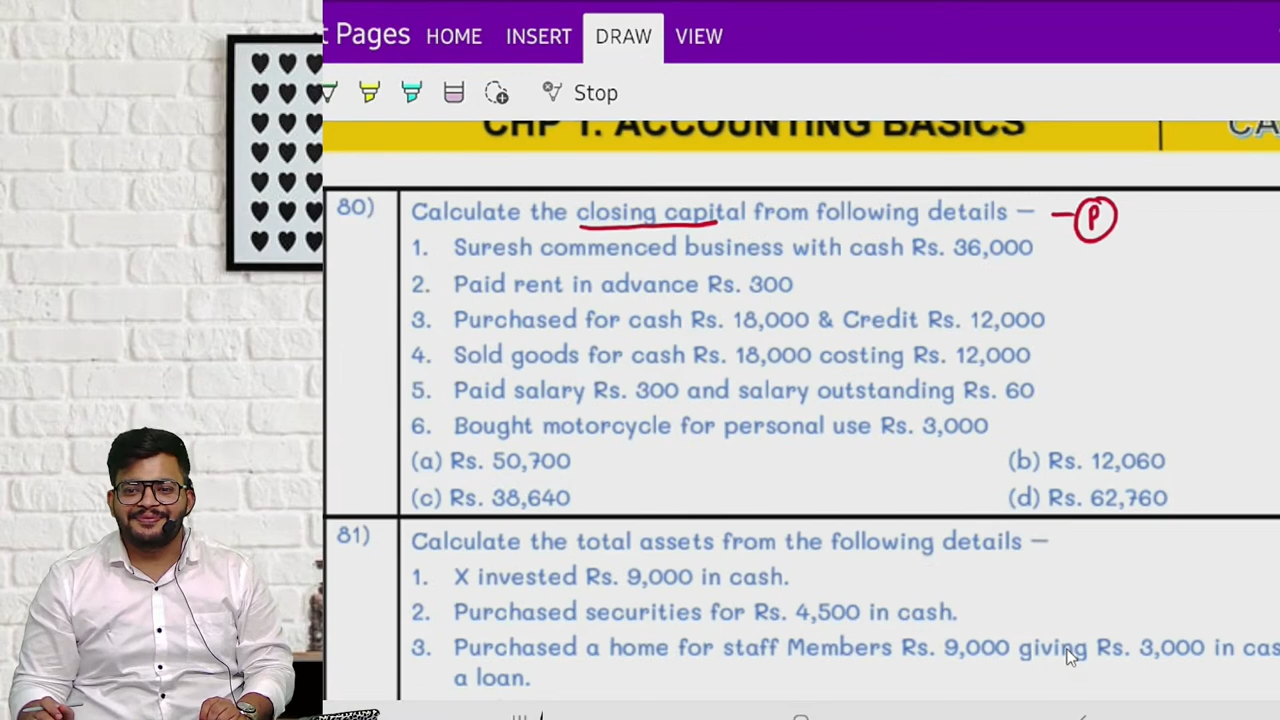 t Pages HOME INSERT DRAW VIEW
Stop
CHP 1: ACCOUNTING BASICS
CA
80) Calculate the closing capital from following details – – P
1. Suresh commenced business with cash Rs. 36,000
2. Paid rent in advance Rs. 300
3. Purchased for cash Rs. 18,000 & Credit Rs. 12,000
4. Sold goods for cash Rs. 18,000 costing Rs. 12,000
5. Paid salary Rs. 300 and salary outstanding Rs. 60
6. Bought motorcycle for personal use Rs. 3,000
(a) Rs. 50,700 (b) Rs. 12,060
(c) Rs. 38,640 (d) Rs. 62,760
81) Calculate the total assets from the following details –
1. X invested Rs. 9,000 in cash.
2. Purchased securities for Rs. 4,500 in cash.
3. Purchased a home for staff Members Rs. 9,000 giving Rs. 3,000 in cas
a loan.